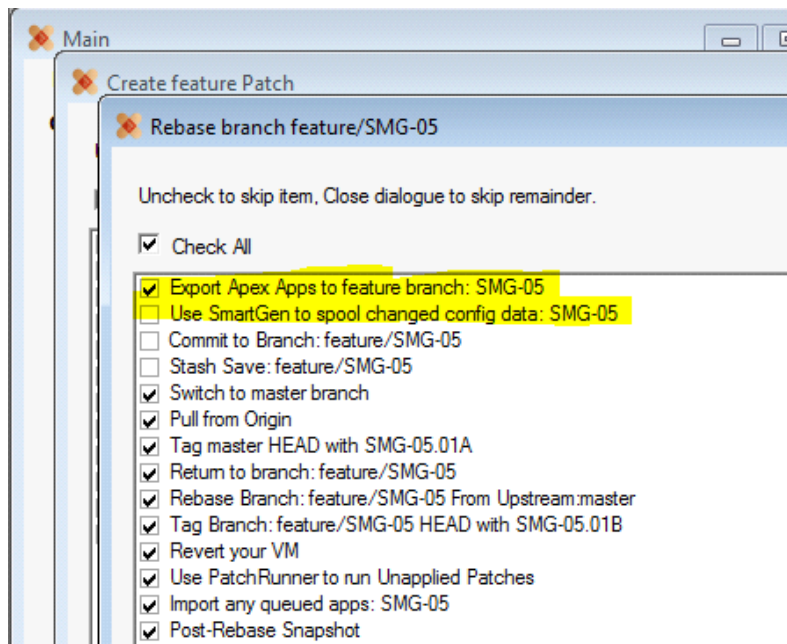 Main
Create feature Patch
Rebase branch feature/SMG-05
Uncheck to skip item, Close dialogue to skip remainder.
Check All
Export Apex Apps to feature branch: SMG-05
Use SmartGen to spool changed config data: SMG-05
Commit to Branch: feature/SMG-05
Stash Save: feature/SMG-05
Switch to master branch
Pull from Origin
Tag master HEAD with SMG-05.01A
Return to branch: feature/SMG-05
Rebase Branch: feature/SMG-05 From Upstream:master
Tag Branch: feature/SMG-05 HEAD with SMG-05.01B
Revert your VM
Use PatchRunner to run Unapplied Patches
Import any queued apps: SMG-05
Post-Rebase Snapshot